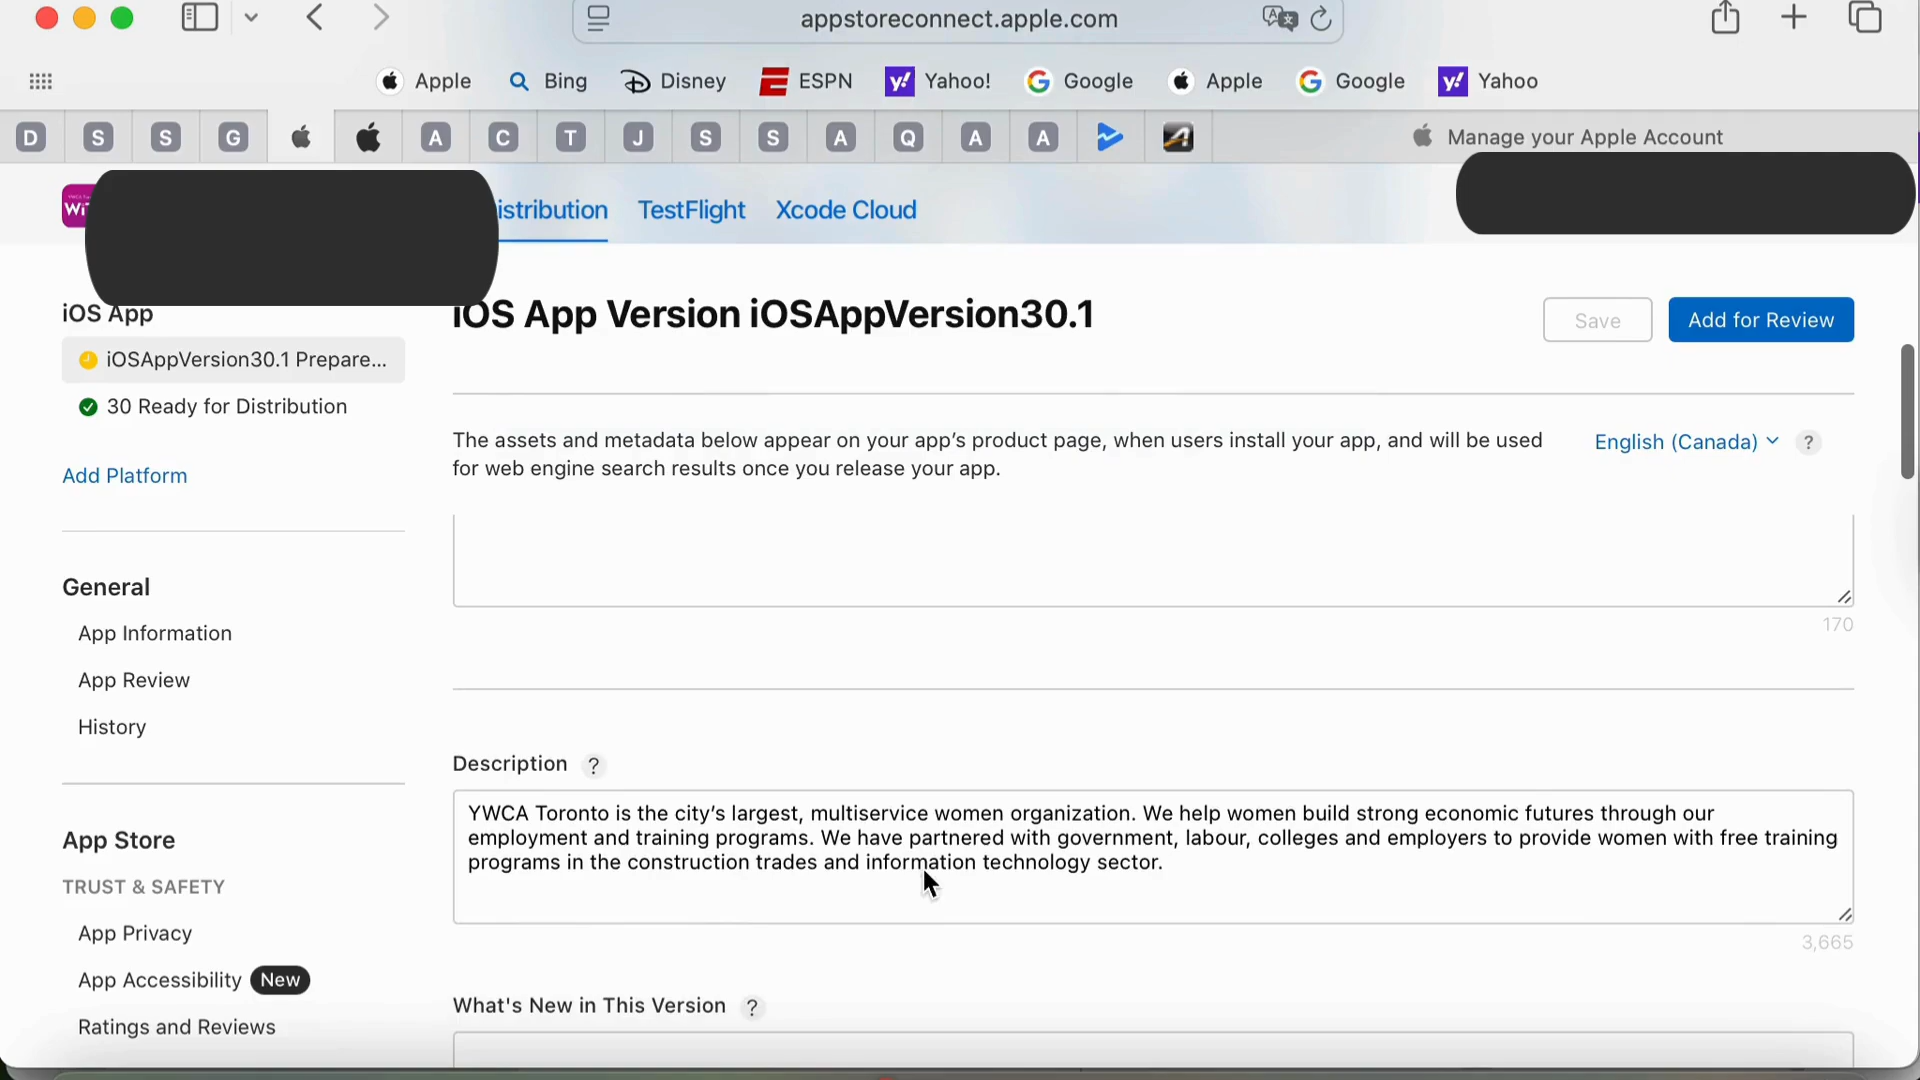 appstoreconnect.apple.com
Apple Bing Disney ESPN Yahoo! Google Apple Google Yahoo
D S S G A C T J S S A Q A A Manage your Apple Account
istribution TestFlight Xcode Cloud
iOS App
iOSAppVersion30.1 Prepare...
30 Ready for Distribution
Add Platform
General
App Information
App Review
History
App Store
TRUST & SAFETY
App Privacy
App Accessibility New
Ratings and Reviews
iOS App Version iOSAppVersion30.1
Save Add for Review
The assets and metadata below appear on your app's product page, when users install your app, and will be used
for web engine search results once you release your app.
English (Canada) ?
170
Description ?
YWCA Toronto is the city's largest, multiservice women organization. We help women build strong economic futures through our
employment and training programs. We have partnered with government, labour, colleges and employers to provide women with free training
programs in the construction trades and information technology sector.
3,665
What's New in This Version ?